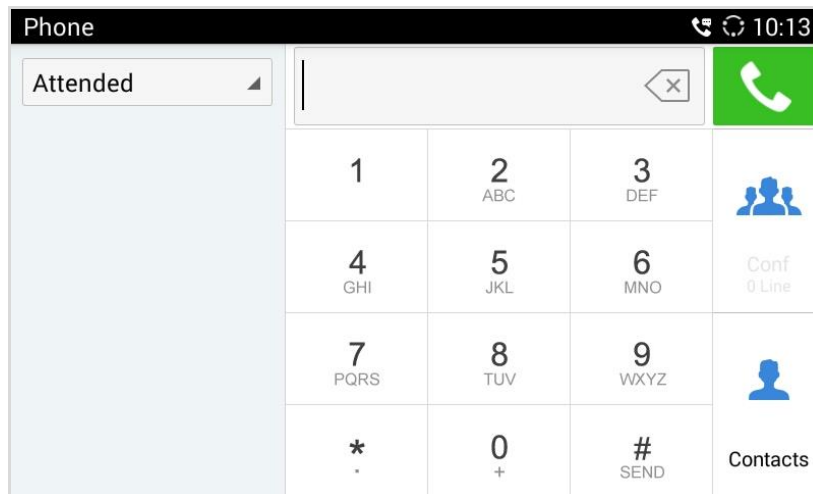 Phone
10:13
Attended
1
2
ABC
3
DEF
4
GHI
5
JKL
6
MNO
Conf
0 Line
7
PQRS
8
TUV
9
WXYZ
*
.
0
+
#
SEND
Contacts